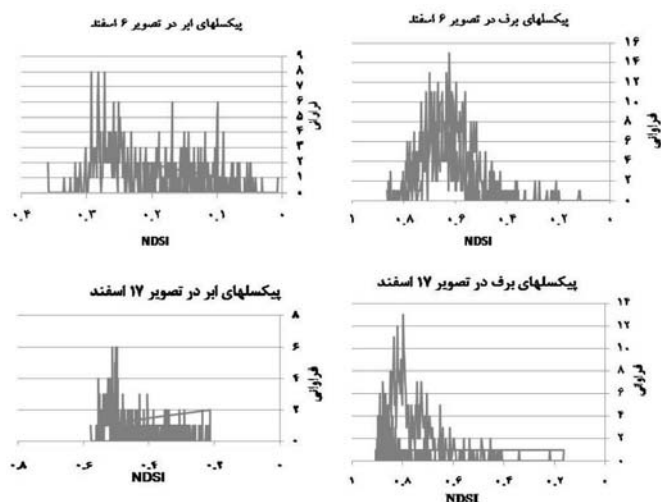 پیکسلهای برف در تصویر ۶ اسفند
۱۶
۱۴
۱۲
۱۰
۸
۶
۴
۲
۰
فراوانی
۱ ۰.۸ ۰.۶ ۰.۴ ۰.۲ ۰
NDSI
پیکسلهای ابر در تصویر ۶ اسفند
۹
۸
۷
۶
۵
۴
۳
۲
۱
۰
فراوانی
۰.۴ ۰.۳ ۰.۲ ۰.۱ ۰
NDSI
پیکسلهای برف در تصویر ۱۷ اسفند
۱۴
۱۲
۱۰
۸
۶
۴
۲
۰
فراوانی
۱ ۰.۸ ۰.۶ ۰.۴ ۰.۲ ۰
NDSI
پیکسلهای ابر در تصویر ۱۷ اسفند
۸
۶
۴
۲
۰
فراوانی
۰.۸ ۰.۶ ۰.۴ ۰.۲ ۰
NDSI